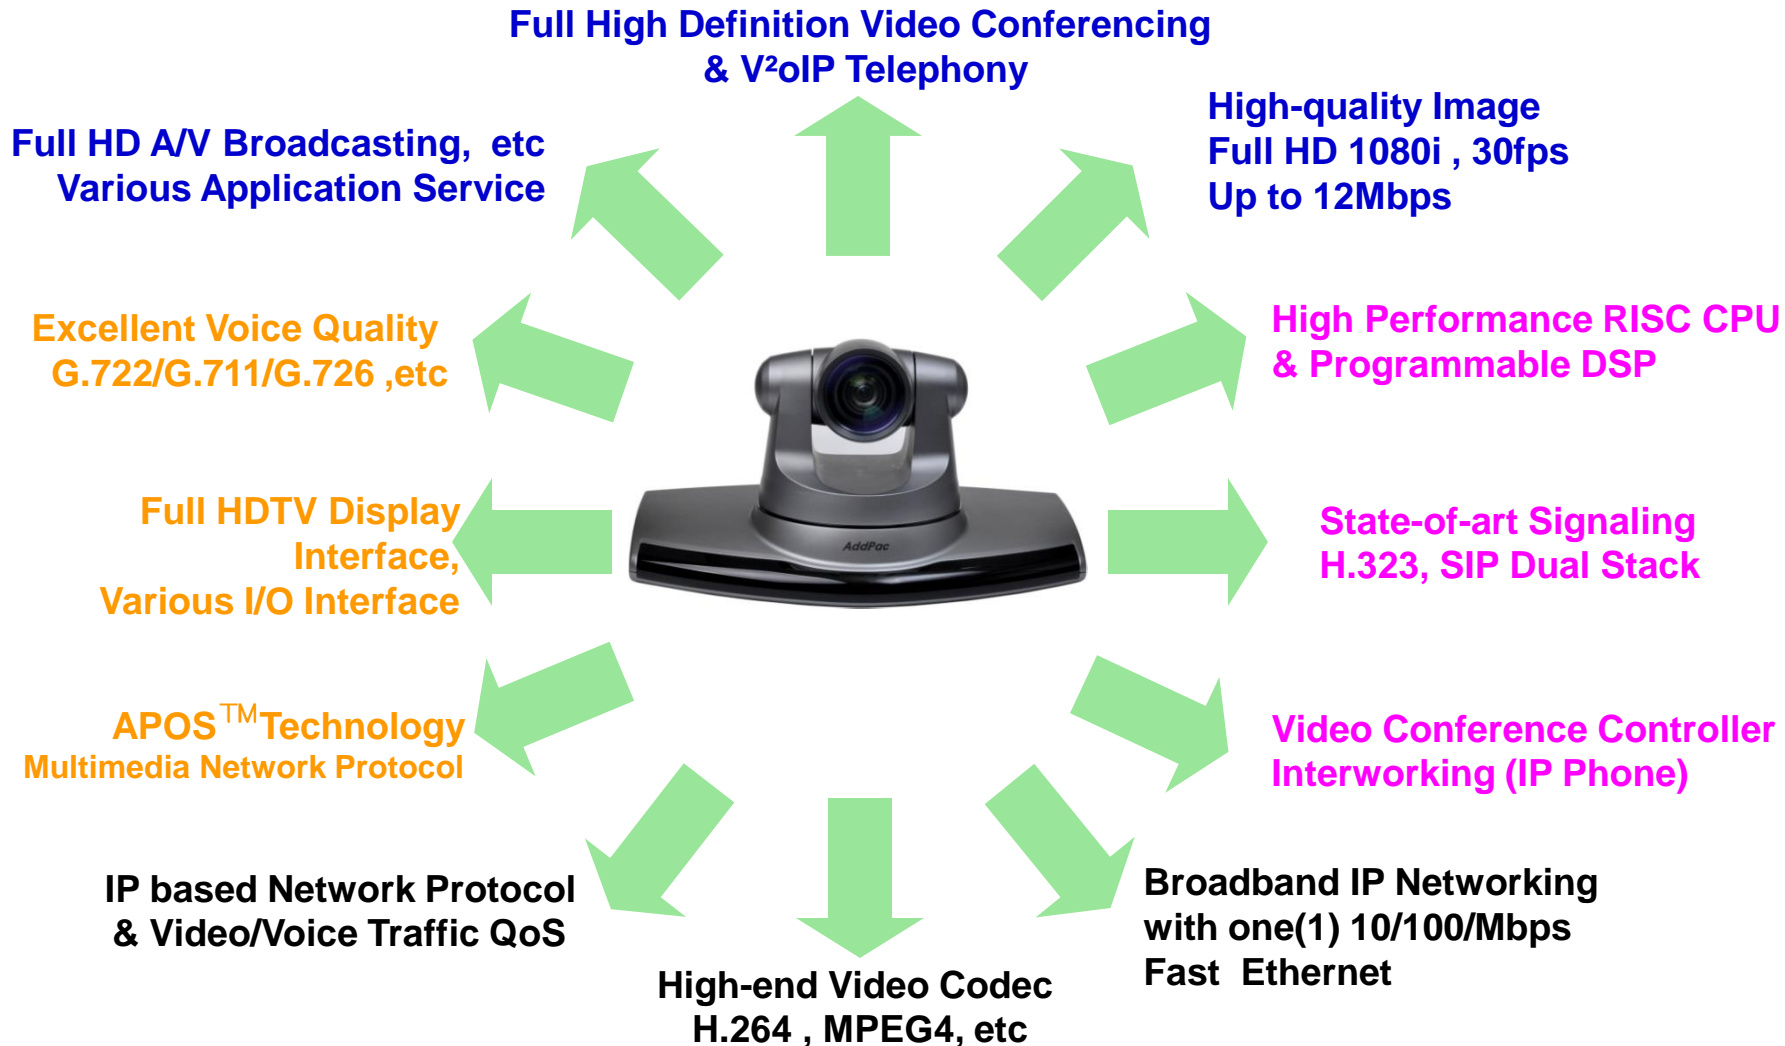 Full High Definition Video Conferencing
& V²oIP Telephony
High-quality Image
Full HD 1080i , 30fps
Up to 12Mbps
Full HD A/V Broadcasting,  etc
Various Application Service
Excellent Voice Quality
G.722/G.711/G.726 ,etc
High Performance RISC CPU
& Programmable DSP
Full HDTV Display
Interface,
Various I/O Interface
AddPac
State-of-art Signaling
H.323, SIP Dual Stack
APOS™Technology
Multimedia Network Protocol
Video Conference Controller
Interworking (IP Phone)
IP based Network Protocol
& Video/Voice Traffic QoS
Broadband IP Networking
with one(1) 10/100/Mbps
Fast  Ethernet
High-end Video Codec
H.264 , MPEG4, etc